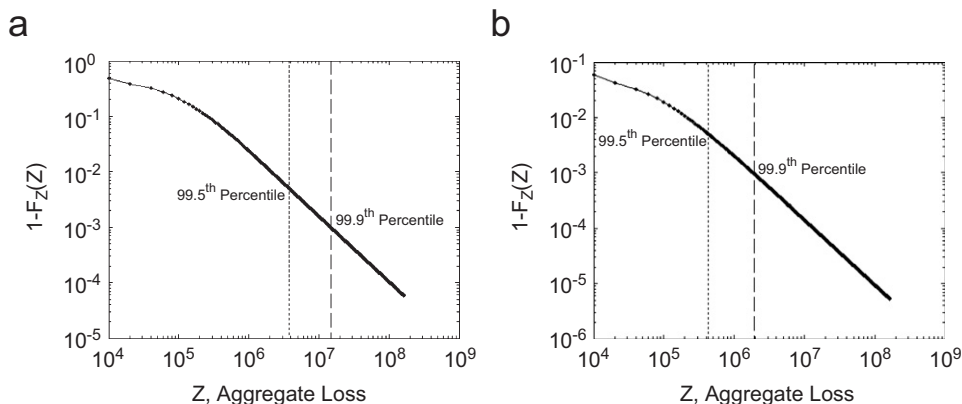 a
10^0
10^-1
10^-2
10^-3
10^-4
10^-5
1-F_Z(Z)
99.5^th Percentile
99.9^th Percentile
10^4 10^5 10^6 10^7 10^8 10^9
Z, Aggregate Loss
b
10^-1
10^-2
10^-3
10^-4
10^-5
10^-6
1-F_Z(Z)
99.5^th Percentile
99.9^th Percentile
10^4 10^5 10^6 10^7 10^8 10^9
Z, Aggregate Loss